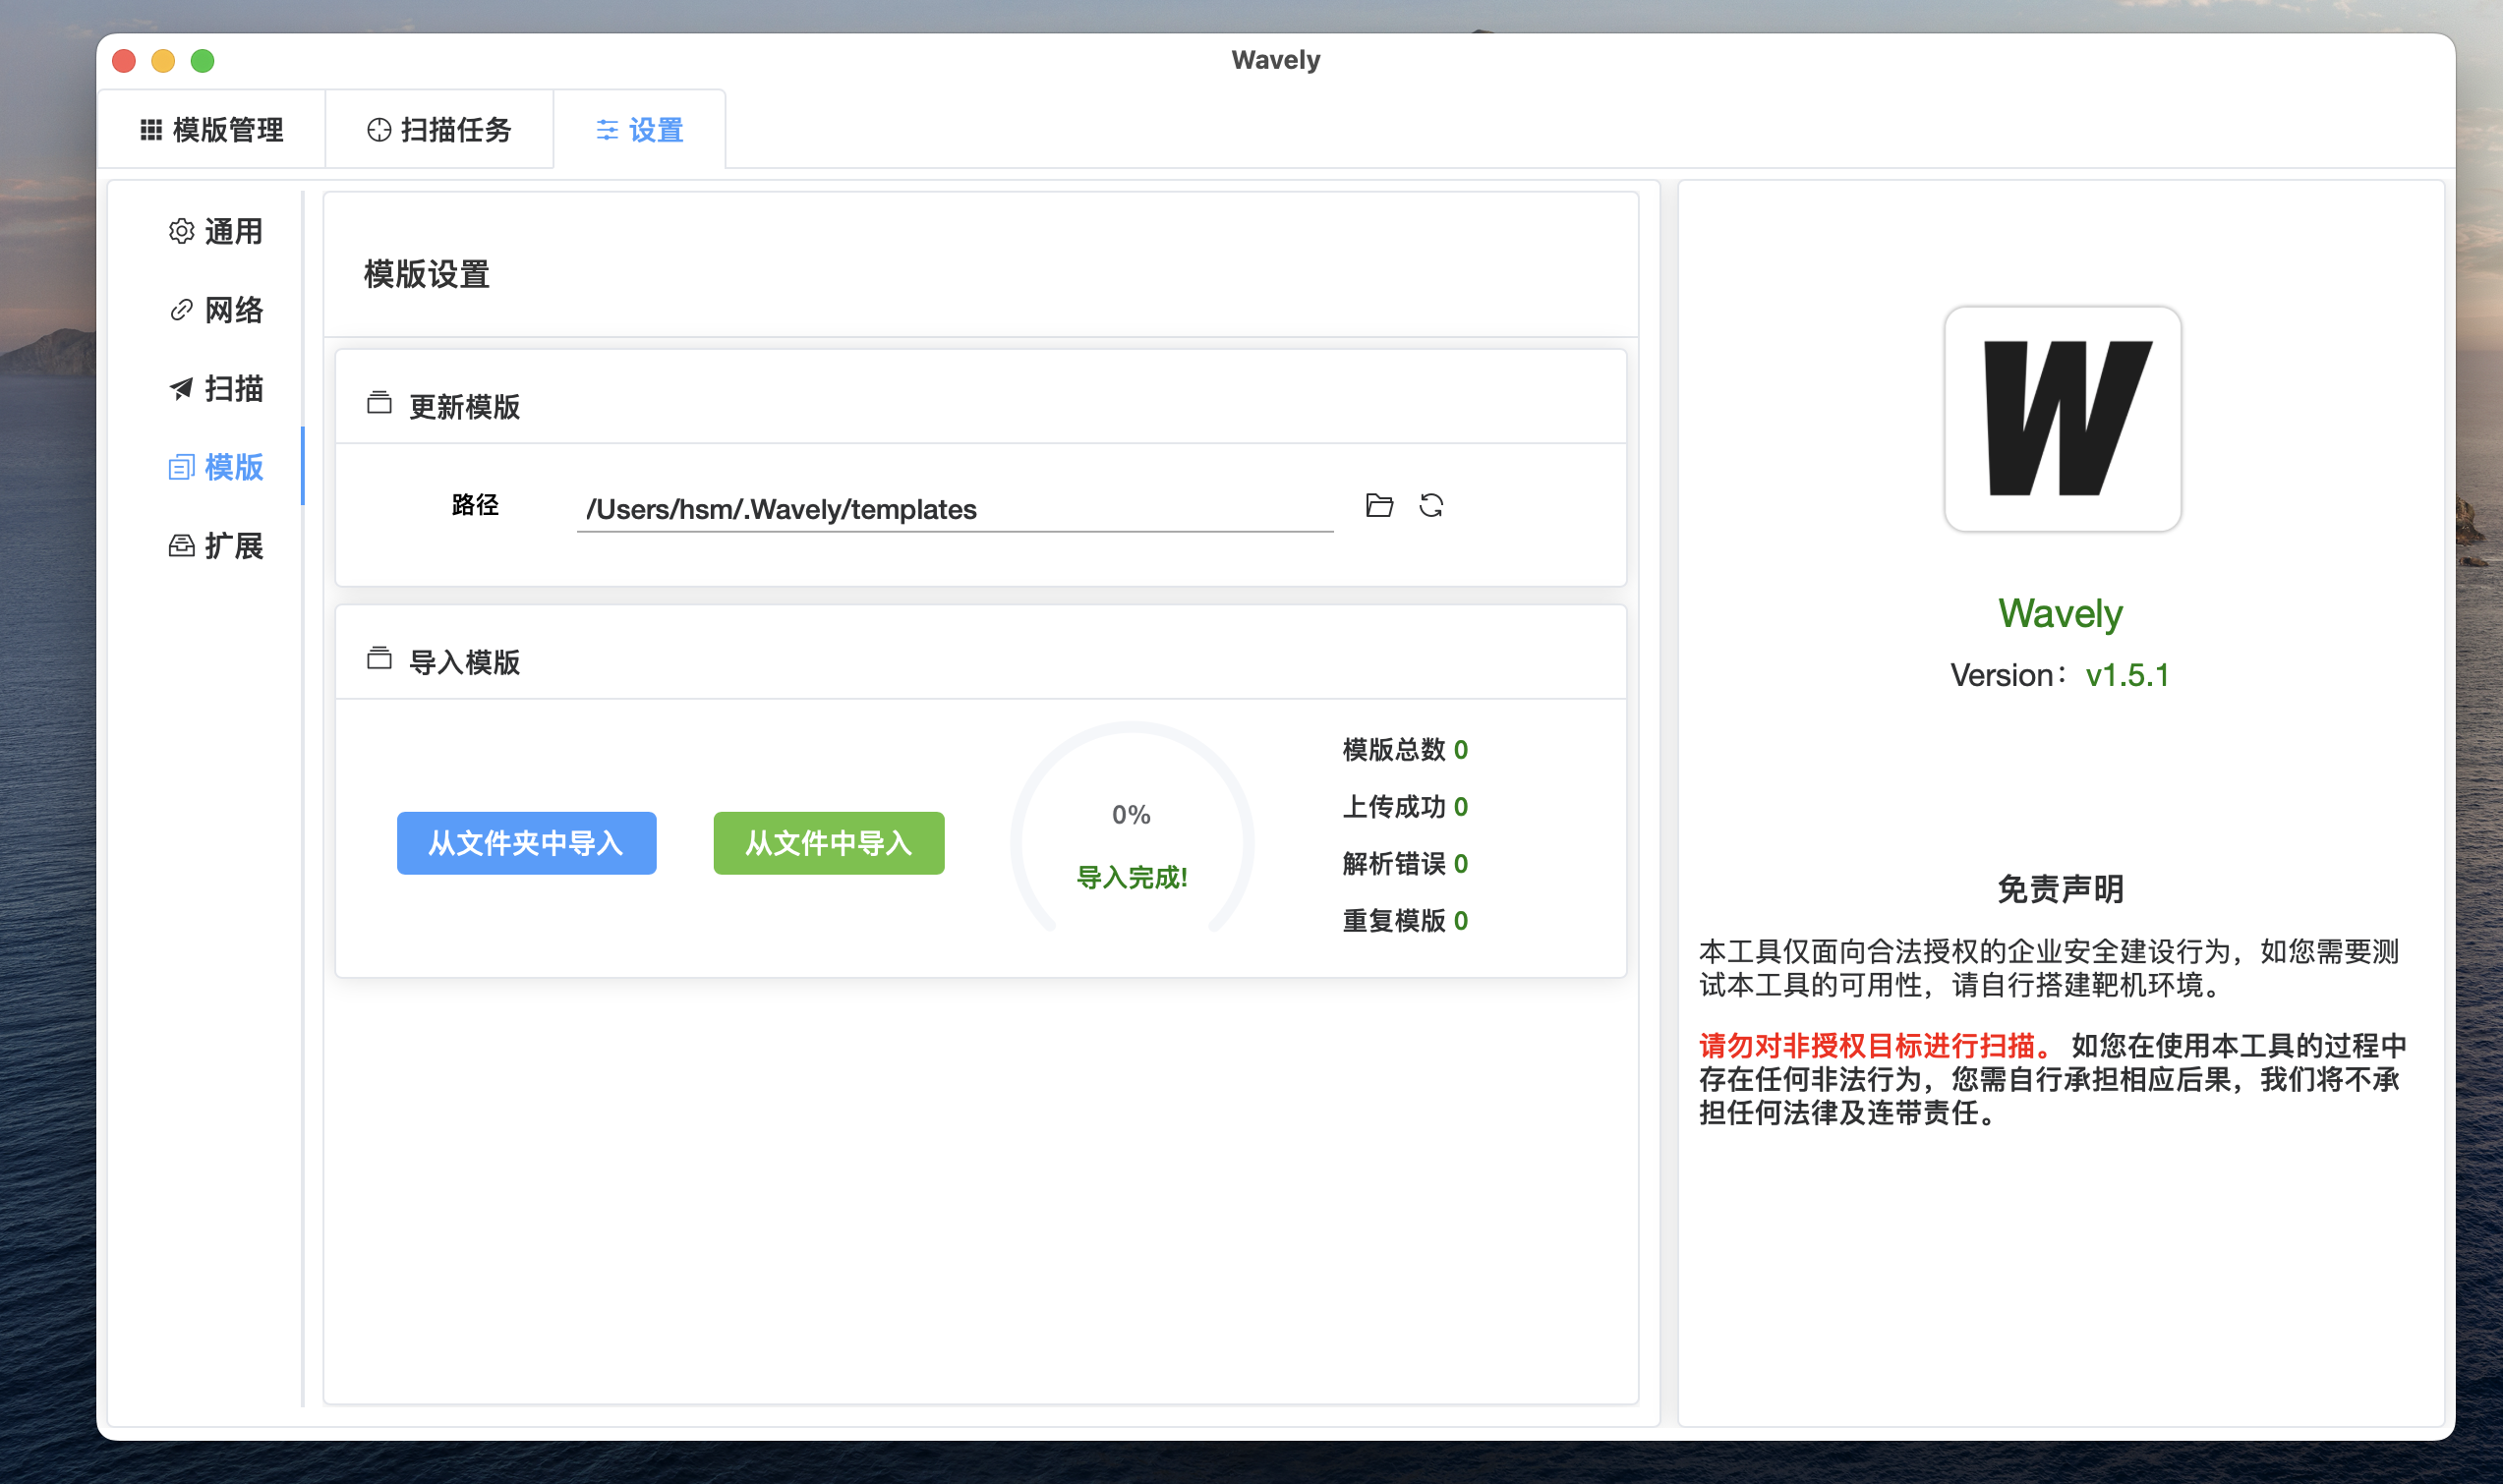 Wavely
模版管理
扫描任务
设置
通用
网络
扫描
模版
扩展
模版设置
更新模版
路径
/Users/hsm/.Wavely/templates
导入模版
从文件夹中导入
从文件中导入
0%
导入完成!
模版总数 0
上传成功 0
解析错误 0
重复模版 0
W
Wavely
Version：v1.5.1
免责声明
本工具仅面向合法授权的企业安全建设行为，如您需要测
试本工具的可用性，请自行搭建靶机环境。
请勿对非授权目标进行扫描。 如您在使用本工具的过程中
存在任何非法行为，您需自行承担相应后果，我们将不承
担任何法律及连带责任。